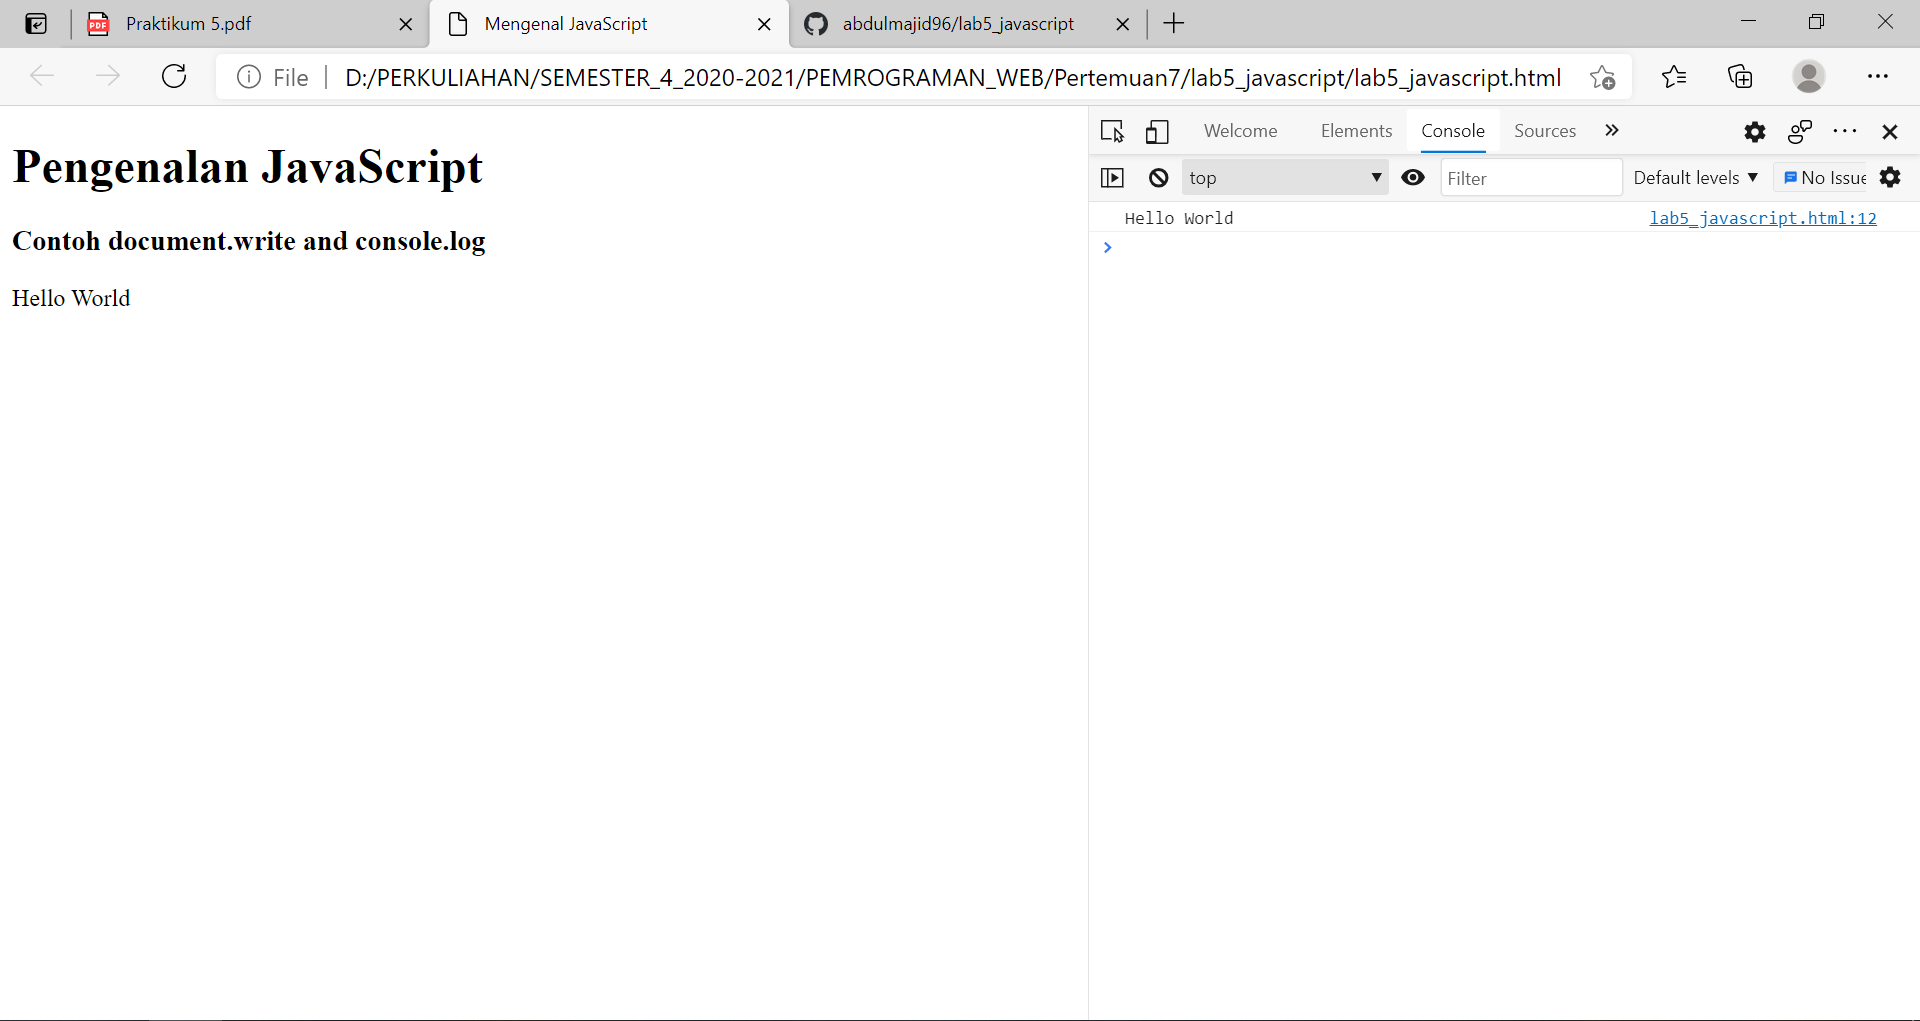 Praktikum 5.pdf
Mengenal JavaScript
abdulmajid96/lab5_javascript
File
D:/PERKULIAHAN/SEMESTER_4_2020-2021/PEMROGRAMAN_WEB/Pertemuan7/lab5_javascript/lab5_javascript.html
Pengenalan JavaScript
Contoh document.write and console.log
Hello World
Welcome
Elements
Console
Sources
top
Filter
Default levels
No Issue
Hello World
lab5_javascript.html:12